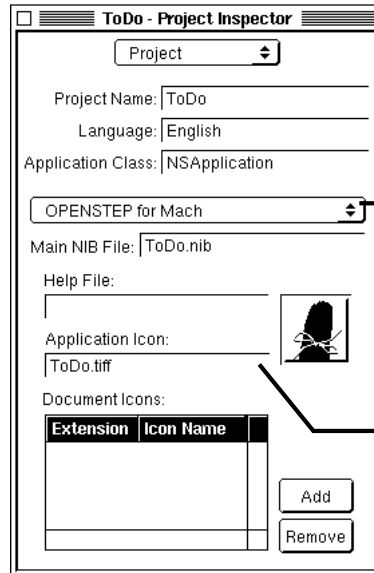 ToDo - Project Inspector
Project
Project Name: ToDo
Language: English
Application Class: NSApplication
OPENSTEP for Mach
Main NIB File: ToDo.nib
Help File:
Application Icon:
ToDo.tiff
Document Icons:
Extension Icon Name
Add
Remove